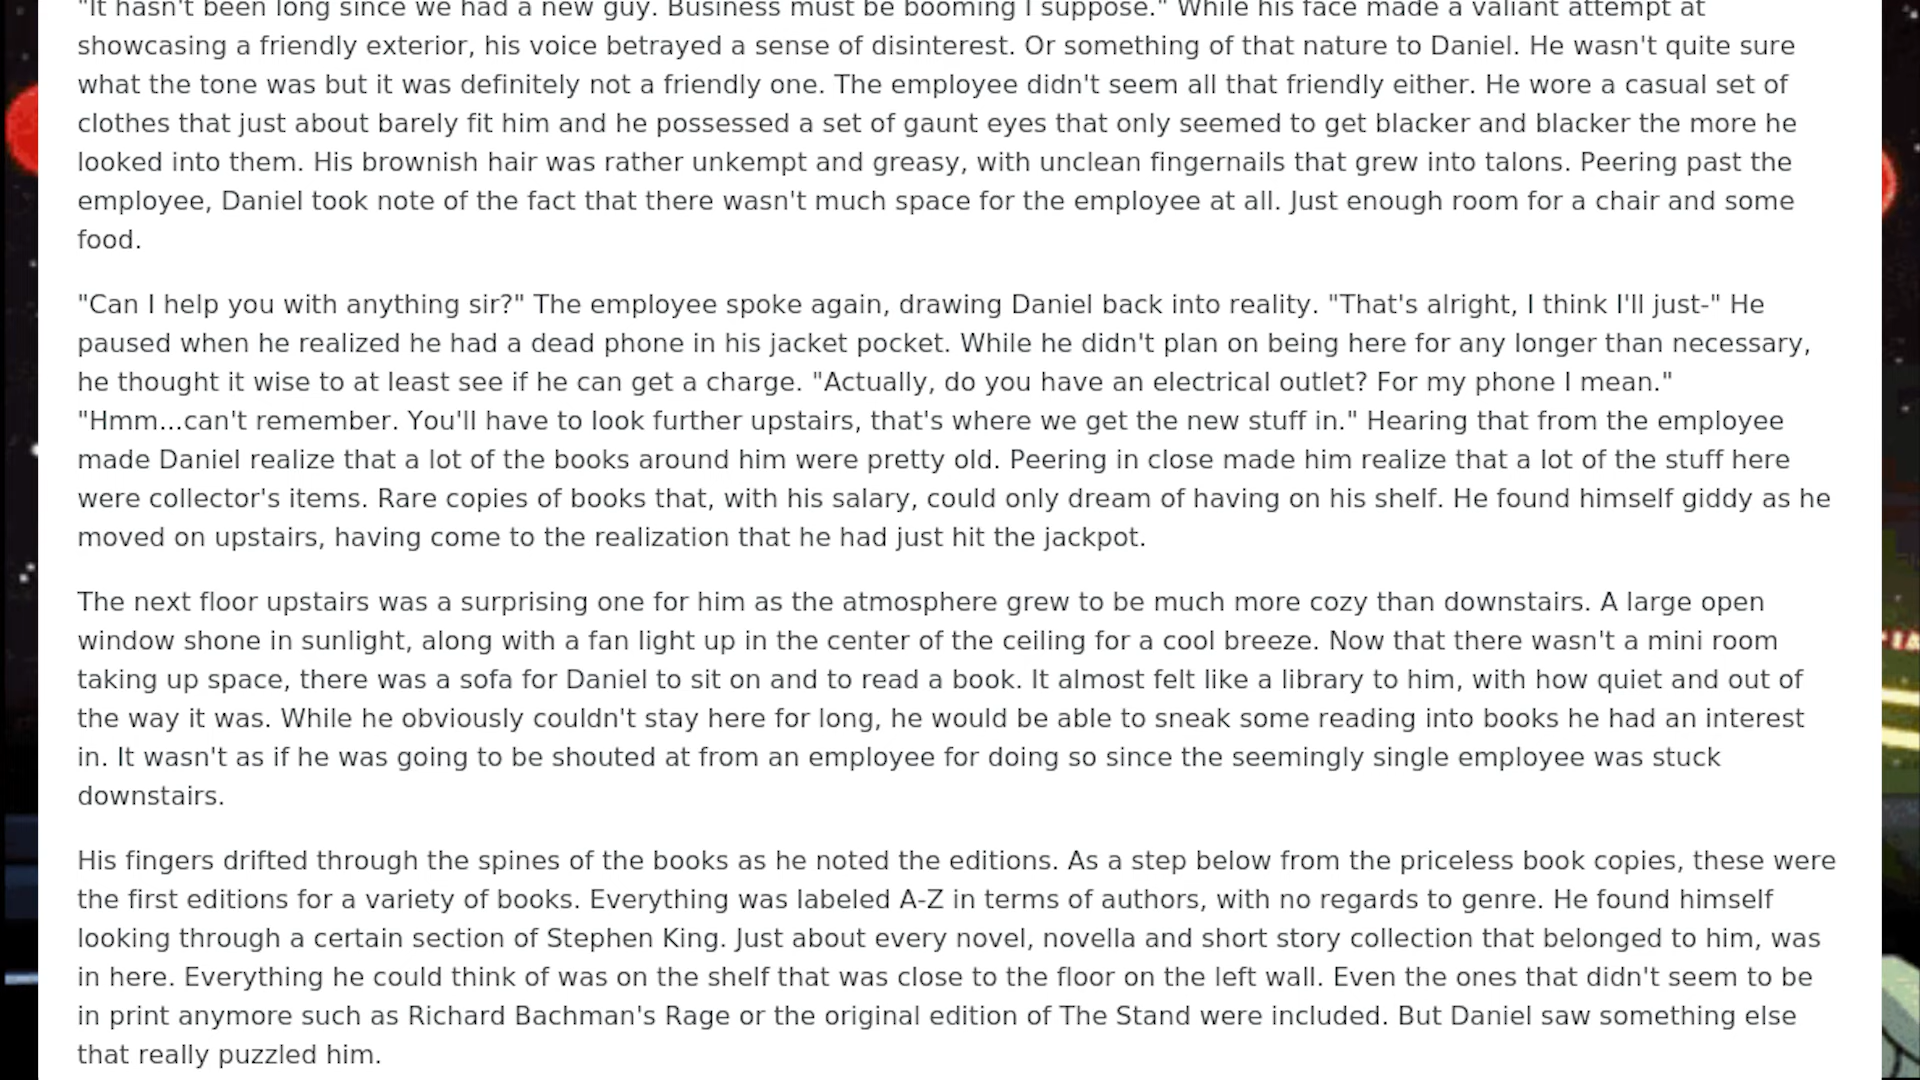 "It hasn't been long since we had a new guy. Business must be booming I suppose." While his face made a valiant attempt at
showcasing a friendly exterior, his voice betrayed a sense of disinterest. Or something of that nature to Daniel. He wasn't quite sure
what the tone was but it was definitely not a friendly one. The employee didn't seem all that friendly either. He wore a casual set of
clothes that just about barely fit him and he possessed a set of gaunt eyes that only seemed to get blacker and blacker the more he
looked into them. His brownish hair was rather unkempt and greasy, with unclean fingernails that grew into talons. Peering past the
employee, Daniel took note of the fact that there wasn't much space for the employee at all. Just enough room for a chair and some
food.
"Can I help you with anything sir?" The employee spoke again, drawing Daniel back into reality. "That's alright, I think I'll just-" He
paused when he realized he had a dead phone in his jacket pocket. While he didn't plan on being here for any longer than necessary,
he thought it wise to at least see if he can get a charge. "Actually, do you have an electrical outlet? For my phone I mean."
"Hmm...can't remember. You'll have to look further upstairs, that's where we get the new stuff in." Hearing that from the employee
made Daniel realize that a lot of the books around him were pretty old. Peering in close made him realize that a lot of the stuff here
were collector's items. Rare copies of books that, with his salary, could only dream of having on his shelf. He found himself giddy as he
moved on upstairs, having come to the realization that he had just hit the jackpot.
The next floor upstairs was a surprising one for him as the atmosphere grew to be much more cozy than downstairs. A large open
window shone in sunlight, along with a fan light up in the center of the ceiling for a cool breeze. Now that there wasn't a mini room
taking up space, there was a sofa for Daniel to sit on and to read a book. It almost felt like a library to him, with how quiet and out of
the way it was. While he obviously couldn't stay here for long, he would be able to sneak some reading into books he had an interest
in. It wasn't as if he was going to be shouted at from an employee for doing so since the seemingly single employee was stuck
downstairs.
His fingers drifted through the spines of the books as he noted the editions. As a step below from the priceless book copies, these were
the first editions for a variety of books. Everything was labeled A-Z in terms of authors, with no regards to genre. He found himself
looking through a certain section of Stephen King. Just about every novel, novella and short story collection that belonged to him, was
in here. Everything he could think of was on the shelf that was close to the floor on the left wall. Even the ones that didn't seem to be
in print anymore such as Richard Bachman's Rage or the original edition of The Stand were included. But Daniel saw something else
that really puzzled him.